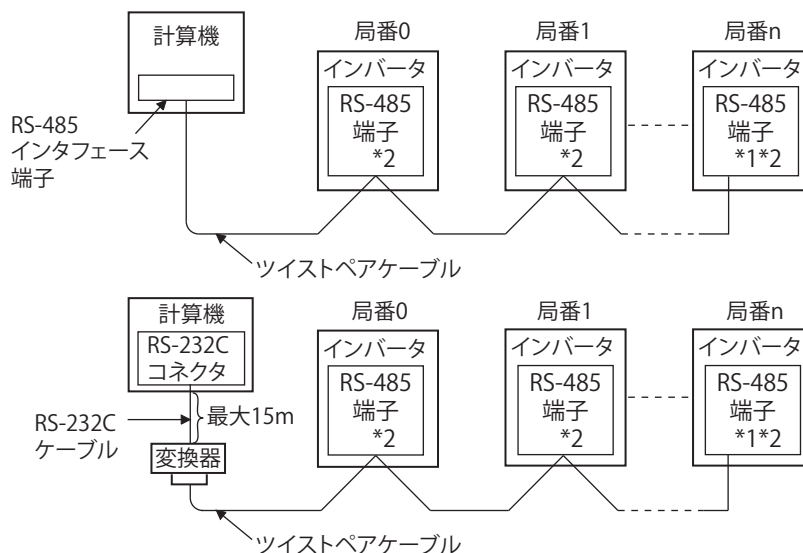 計算機
RS-485
インタフェース
端子
局番0
インバータ
RS-485
端子
*2
局番1
インバータ
RS-485
端子
*2
局番n
インバータ
RS-485
端子
*1*2
ツイストペアケーブル
計算機
RS-232C
コネクタ
RS-232C
ケーブル
最大15m
変換器
局番0
インバータ
RS-485
端子
*2
局番1
インバータ
RS-485
端子
*2
局番n
インバータ
RS-485
端子
*1*2
ツイストペアケーブル